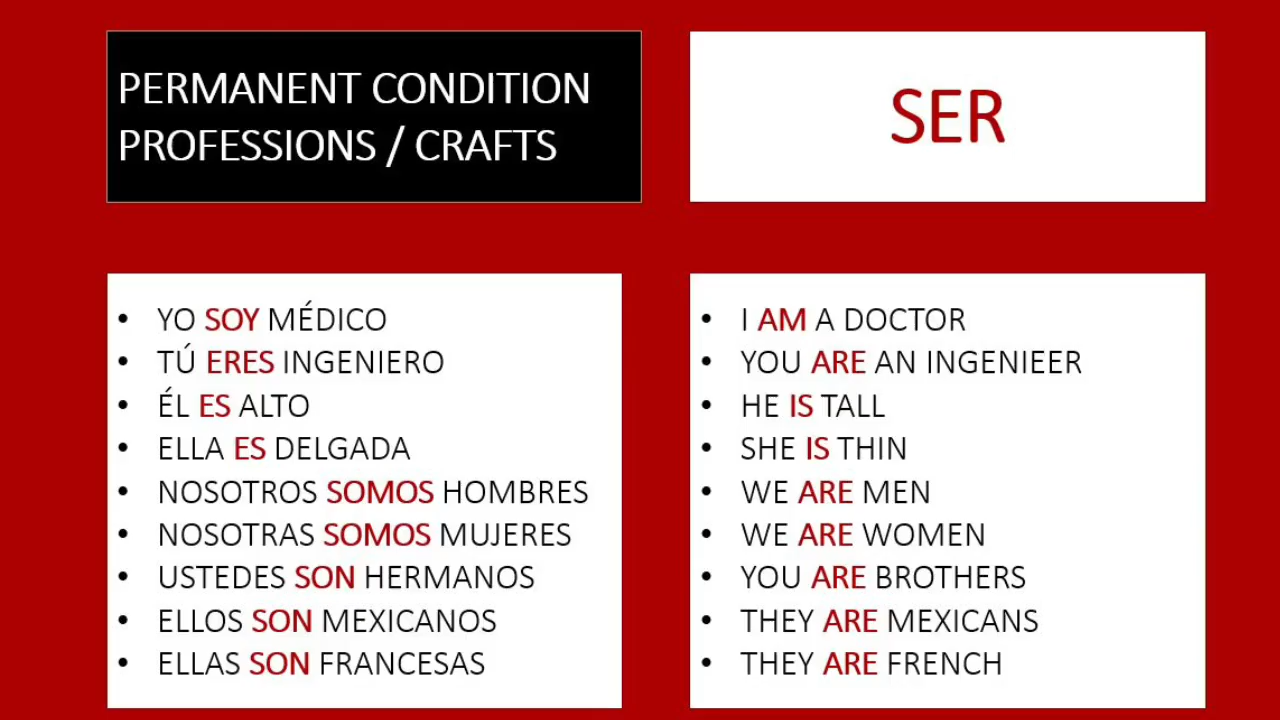 PERMANENT CONDITION
PROFESSIONS / CRAFTS
SER
• YO SOY MÉDICO
• TÚ ERES INGENIERO
• ÉL ES ALTO
• ELLA ES DELGADA
• NOSOTROS SOMOS HOMBRES
• NOSOTRAS SOMOS MUJERES
• USTEDES SON HERMANOS
• ELLOS SON MEXICANOS
• ELLAS SON FRANCESAS
• I AM A DOCTOR
• YOU ARE AN INGENIEER
• HE IS TALL
• SHE IS THIN
• WE ARE MEN
• WE ARE WOMEN
• YOU ARE BROTHERS
• THEY ARE MEXICANS
• THEY ARE FRENCH